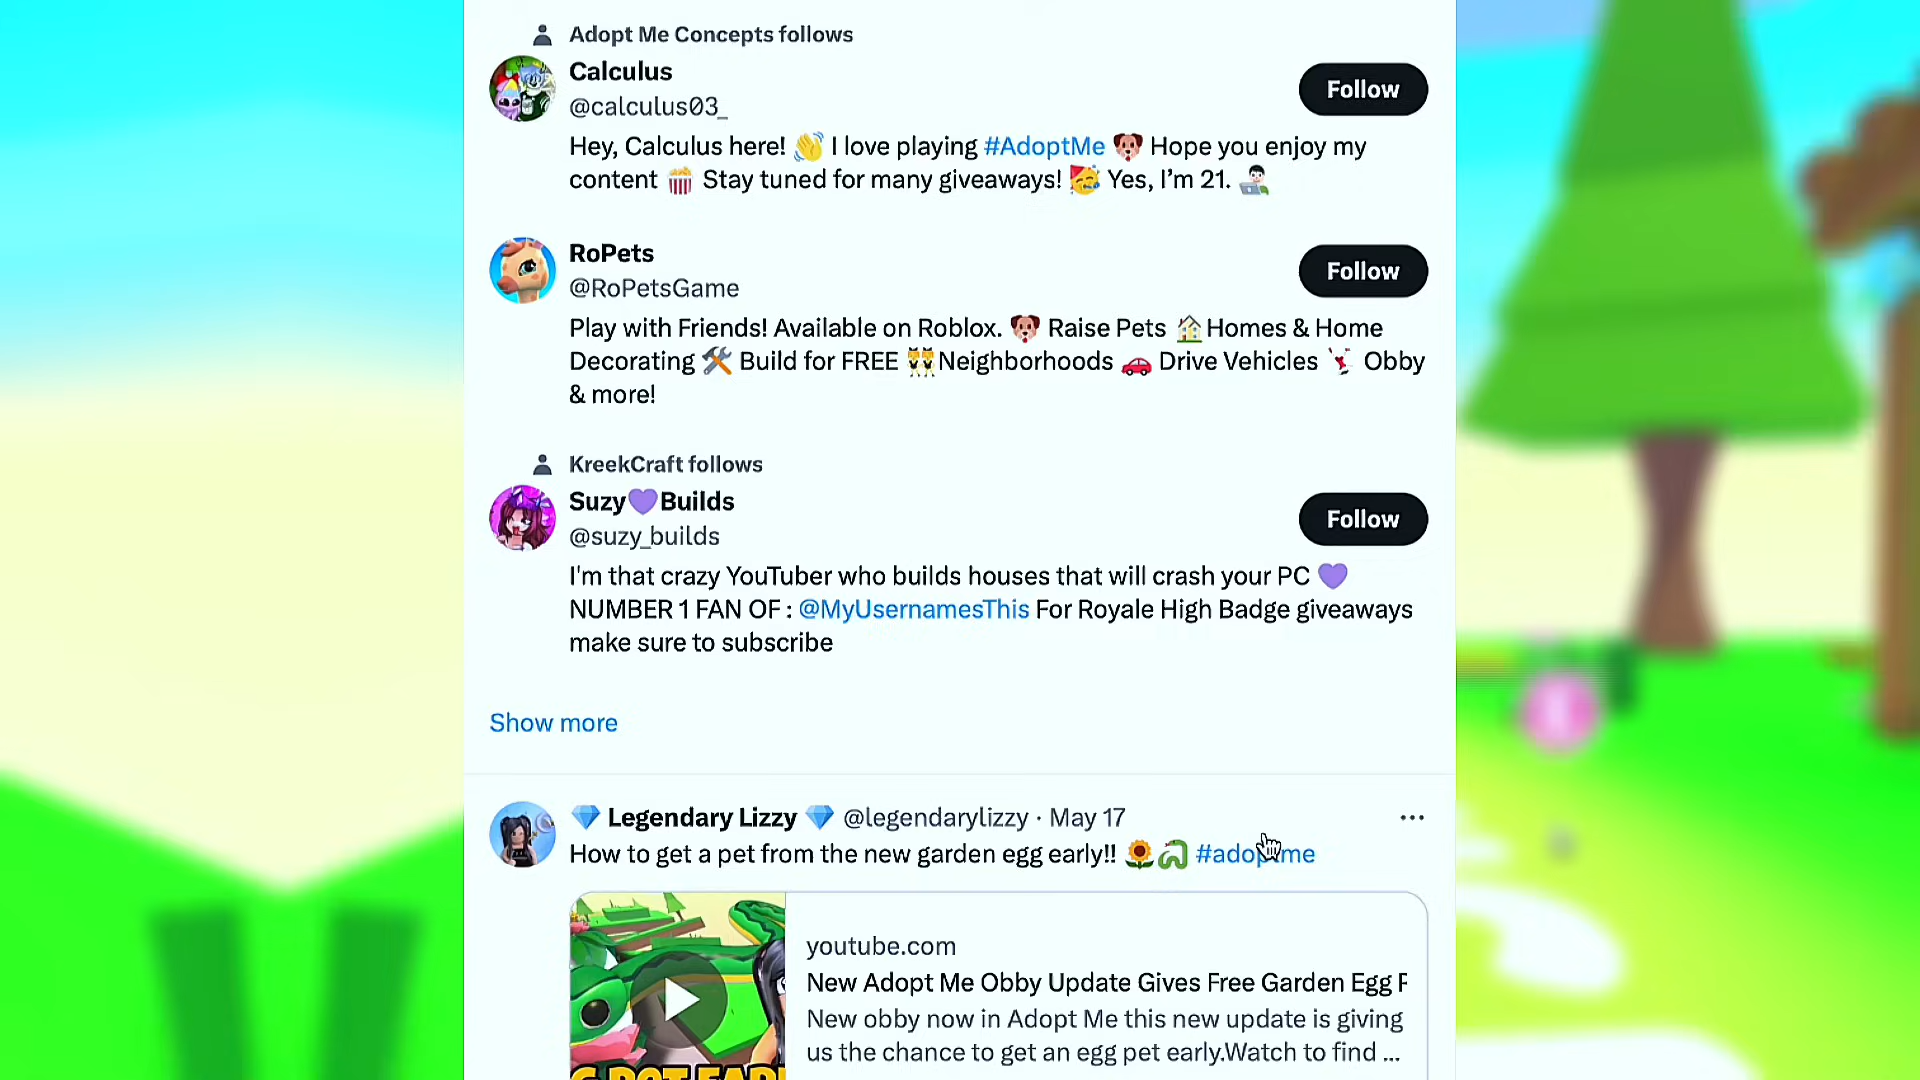 Adopt Me Concepts follows
Calculus
@calculus03_
Follow
Hey, Calculus here! 👋 I love playing #AdoptMe 🐶 Hope you enjoy my
content 🍿 Stay tuned for many giveaways! 🥳 Yes, I’m 21. 👨🏻‍💻
RoPets
@RoPetsGame
Follow
Play with Friends! Available on Roblox. 🐶 Raise Pets 🏠Homes & Home
Decorating 🛠️ Build for FREE 👯Neighborhoods 🚗 Drive Vehicles 🤸 Obby
& more!
KreekCraft follows
Suzy💜Builds
@suzy_builds
Follow
I'm that crazy YouTuber who builds houses that will crash your PC 💜
NUMBER 1 FAN OF : @MyUsernamesThis For Royale High Badge giveaways
make sure to subscribe
Show more
💎 Legendary Lizzy 💎 @legendarylizzy · May 17
How to get a pet from the new garden egg early!! 🌻🐍 #adoptme
youtube.com
New Adopt Me Obby Update Gives Free Garden Egg
New obby now in Adopt Me this new update is giving
us the chance to get an egg pet early.Watch to find ...